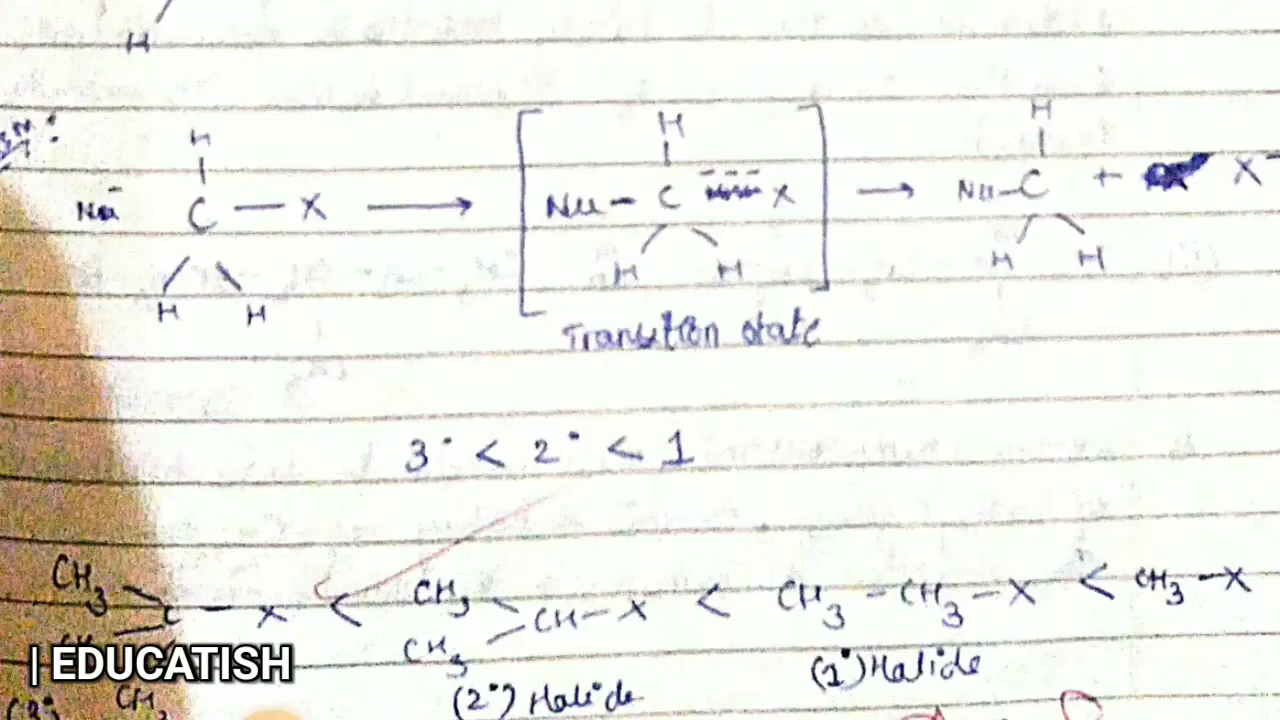 H
H H H
Nu⁻ C — X → [ Nu – C ---- X ] → Nu–C + X⁻
H H H H H H
Transition state
3° < 2° < 1
CH₃ C — X < CH₃ CH–X < CH₃ – CH₃ – X < CH₃–X
CH₃
(1°) Halide
| EDUCATISH
CH₃ (2°) Halide